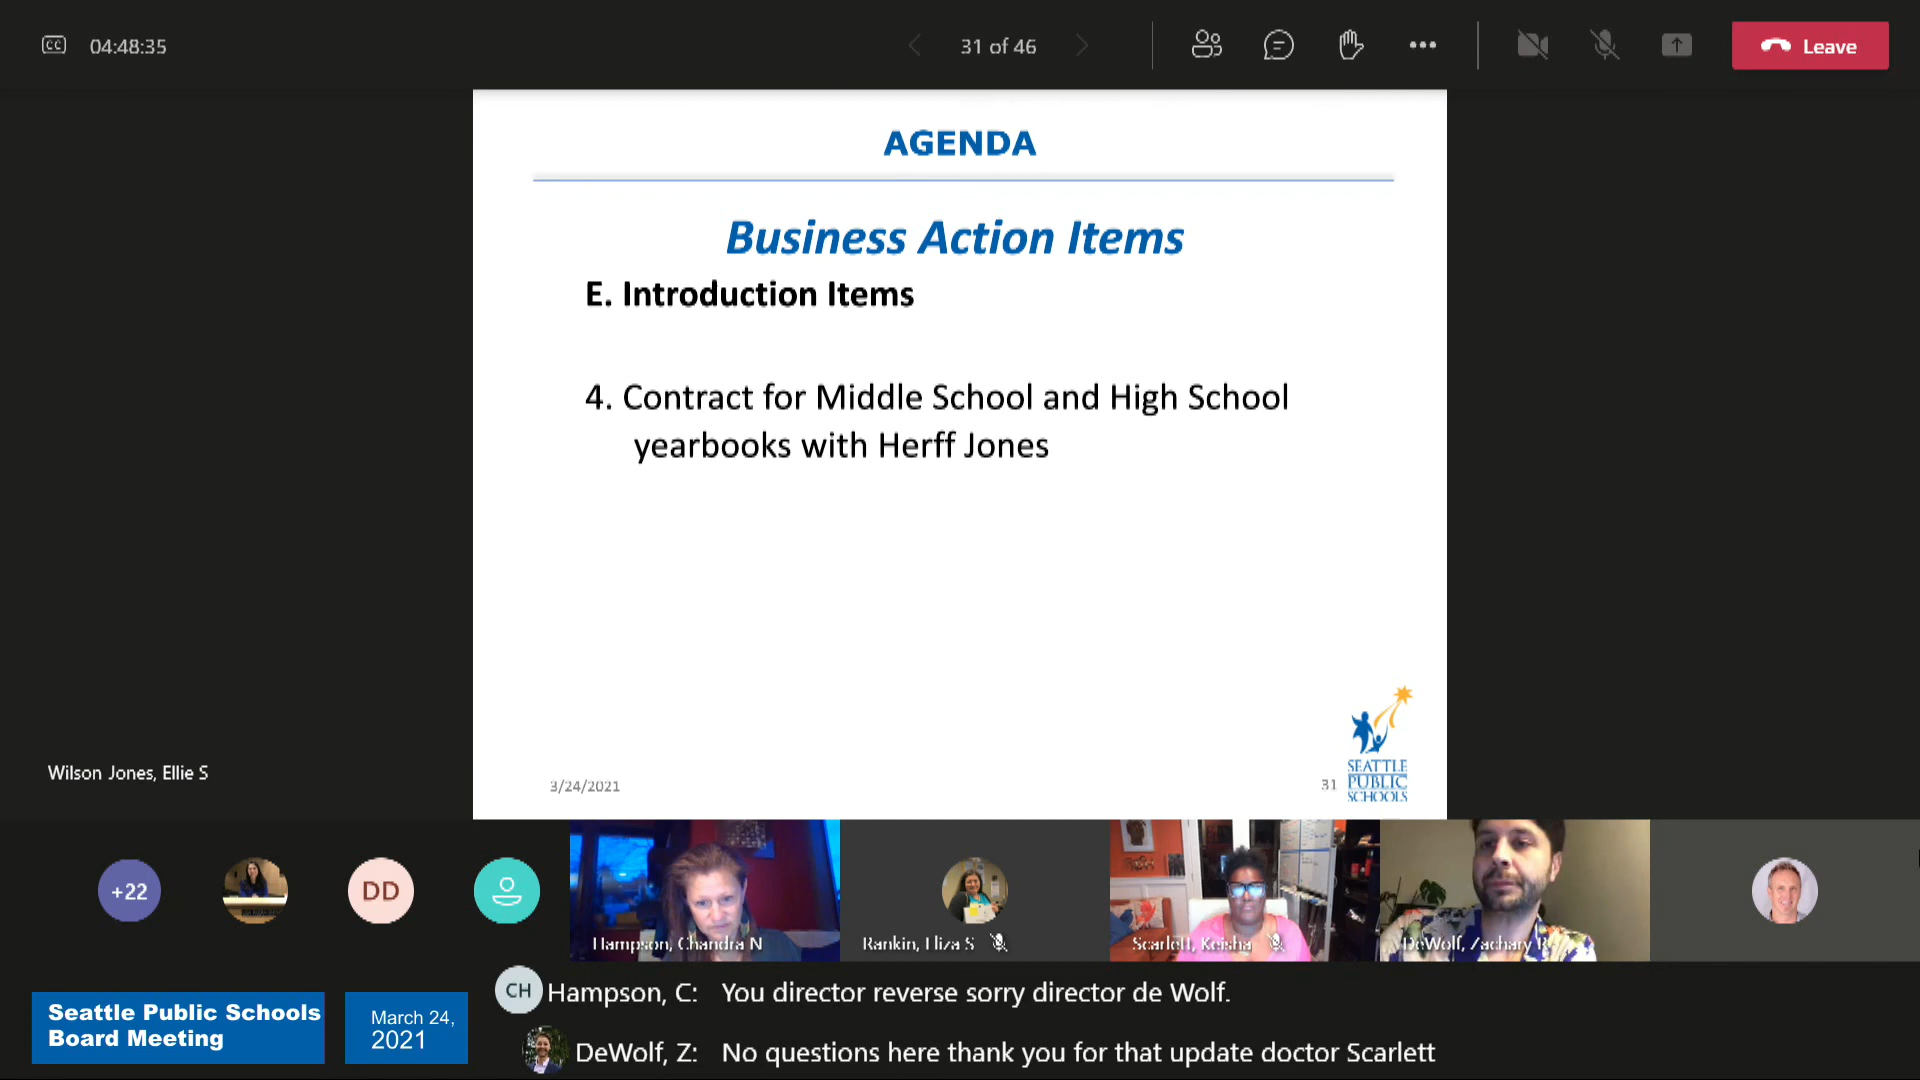 CC 04:48:35
31 of 46
Leave
AGENDA
Business Action Items
E. Introduction Items
4. Contract for Middle School and High School
yearbooks with Herff Jones
3/24/2021
31
SEATTLE
PUBLIC
SCHOOLS
Wilson Jones, Ellie S
+22
DD
Hampson, Chandra N
Rankin, Eliza S
Scarlett, Keisha
DeWolf, Zachary R
CH Hampson, C: You director reverse sorry director de Wolf.
DeWolf, Z: No questions here thank you for that update doctor Scarlett
Seattle Public Schools
Board Meeting
March 24,
2021